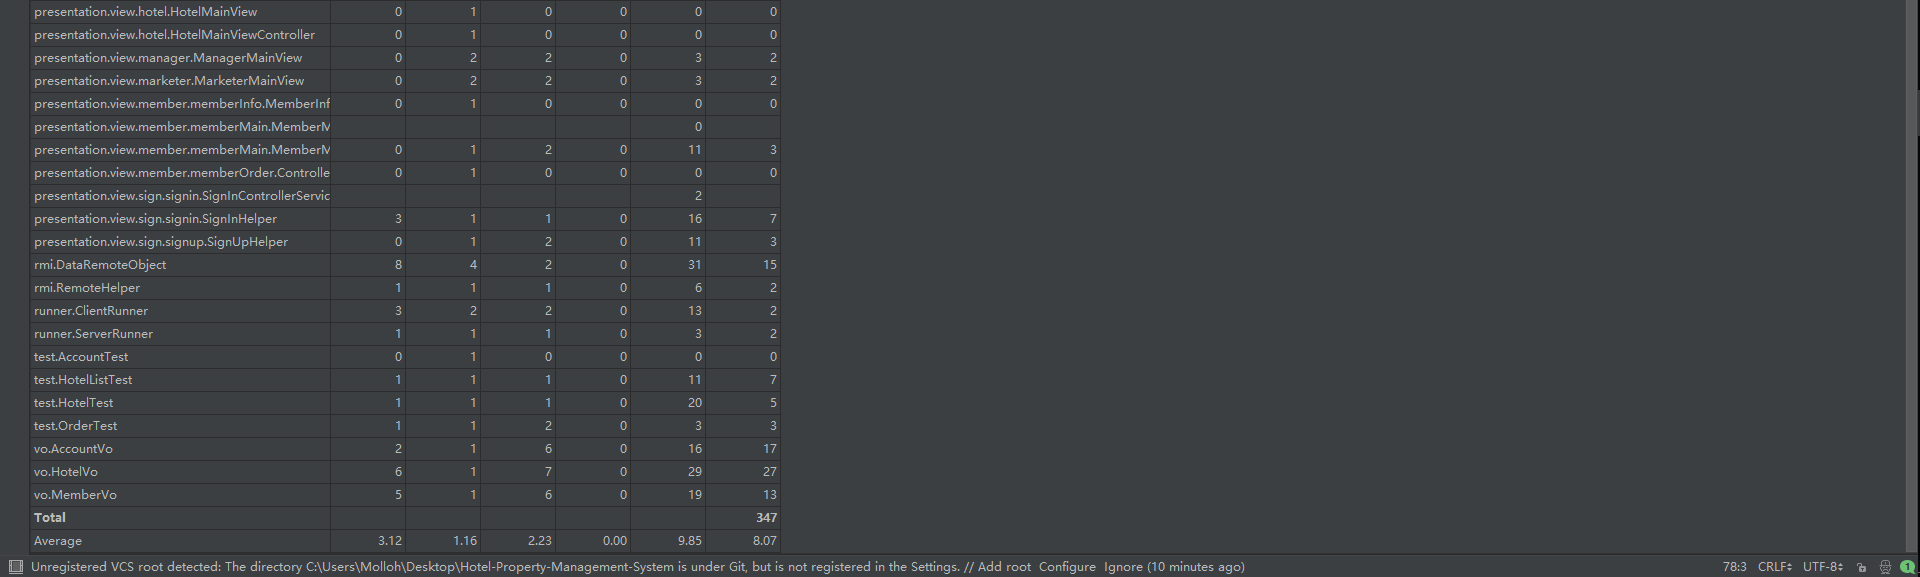 presentation.view.hotel.HotelMainView 0 1 0 0 0 0
presentation.view.hotel.HotelMainViewController 0 1 0 0 0 0
presentation.view.manager.ManagerMainView 0 2 2 0 3 2
presentation.view.marketer.MarketerMainView 0 2 2 0 3 2
presentation.view.member.memberInfo.MemberInf 0 1 0 0 0 0
presentation.view.member.memberMain.MemberM 0
presentation.view.member.memberMain.MemberM 0 1 2 0 11 3
presentation.view.member.memberOrder.Controlle 0 1 0 0 0 0
presentation.view.sign.signin.SignInControllerServic 2
presentation.view.sign.signin.SignInHelper 3 1 1 0 16 7
presentation.view.sign.signup.SignUpHelper 0 1 2 0 11 3
rmi.DataRemoteObject 8 4 2 0 31 15
rmi.RemoteHelper 1 1 1 0 6 2
runner.ClientRunner 3 2 2 0 13 2
runner.ServerRunner 1 1 1 0 3 2
test.AccountTest 0 1 0 0 0 0
test.HotelListTest 1 1 1 0 11 7
test.HotelTest 1 1 1 0 20 5
test.OrderTest 1 1 2 0 3 3
vo.AccountVo 2 1 6 0 16 17
vo.HotelVo 6 1 7 0 29 27
vo.MemberVo 5 1 6 0 19 13
Total 347
Average 3.12 1.16 2.23 0.00 9.85 8.07
Unregistered VCS root detected: The directory C:\Users\Molloh\Desktop\Hotel-Property-Management-System is under Git, but is not registered in the Settings. // Add root Configure Ignore (10 minutes ago) 78:3 CRLF UTF-8 1